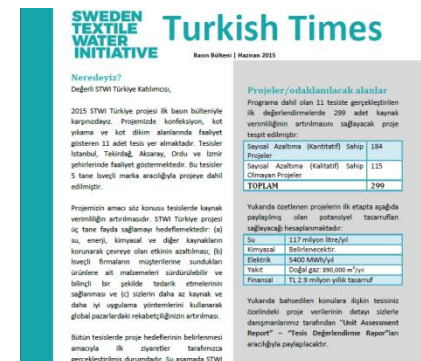 SWEDEN
TEXTILE
WATER
INITIATIVE
Turkish Times
Basın Bülteni | Haziran 2015
Neredeyiz?
Değerli STWI Türkiye Katılımcısı,
2015 STWI Türkiye projesi ilk basın bülteniyle
karşınızdayız. Projemizde konfeksiyon, kot
yıkama ve kot dikim alanlarında faaliyet
gösteren 11 adet tesis yer almaktadır. Tesisler
İstanbul, Tekirdağ, Aksaray, Ordu ve İzmir
şehirlerinde faaliyet göstermektedir. Bu tesisler
5 tane İsveçli marka aracılığıyla projeye dahil
edilmiştir.
Projemizin amacı söz konusu tesislerde kaynak
verimliliğin artırılmasıdır. STWI Türkiye projesi
üç tane fayda sağlamayı hedeflemektedir: (a)
su, enerji, kimyasal ve diğer kaynakların
korunarak çevreye olan etkinin azaltılması; (b)
İsveçli firmaların müşterilerine sundukları
ürünlere ait malzemeleri sürdürülebilir ve
bilinçli bir şekilde tedarik etmelerinin
sağlanması ve (c) sizlerin daha az kaynak ve
daha iyi uygulama yöntemlerini kullanarak
global pazarlardaki rekabetçiliğinizin artırılması.
Bütün tesislerde proje hedeflerinin belirlenmesi
amacıyla ilk ziyaretler tarafımızca
gerçekleştirilmiş durumdadır. Şu aşamada STWI
Projeler/odaklanılacak alanlar
Programa dahil olan 11 tesiste gerçekleştirilen
ilk değerlendirmelerde 299 adet kaynak
verimliliğinin artırılmasını sağlayacak proje
tespit edilmiştir:
Sayısal Azaltıma (Kantitatif) Sahip 184
Projeler
Sayısal Azaltıma (Kalitatif) Sahip 115
Olmayan Projeler
TOPLAM 299
Yukarıda özetlenen projelerin ilk etapta aşağıda
paylaşılmış olan potansiyel tasarrufları
sağlayacağı hesaplanmaktadır:
Su 117 milyon litre/yıl
Kimyasal Belirlenecektir.
Elektrik 5400 MWh/yıl
Yakıt Doğal gaz: 890,000 m³/yıl
Finansal TL 2.9 milyon yıllık tasarruf
Yukarıda bahsedilen konulara ilişkin tesisiniz
özelindeki proje verilerinin detayı sizlerle
danışmanlarımız tarafından "Unit Assessment
Report" – "Tesis Değerlendirme Rapor"ları
aracılığıyla paylaşılacaktır.